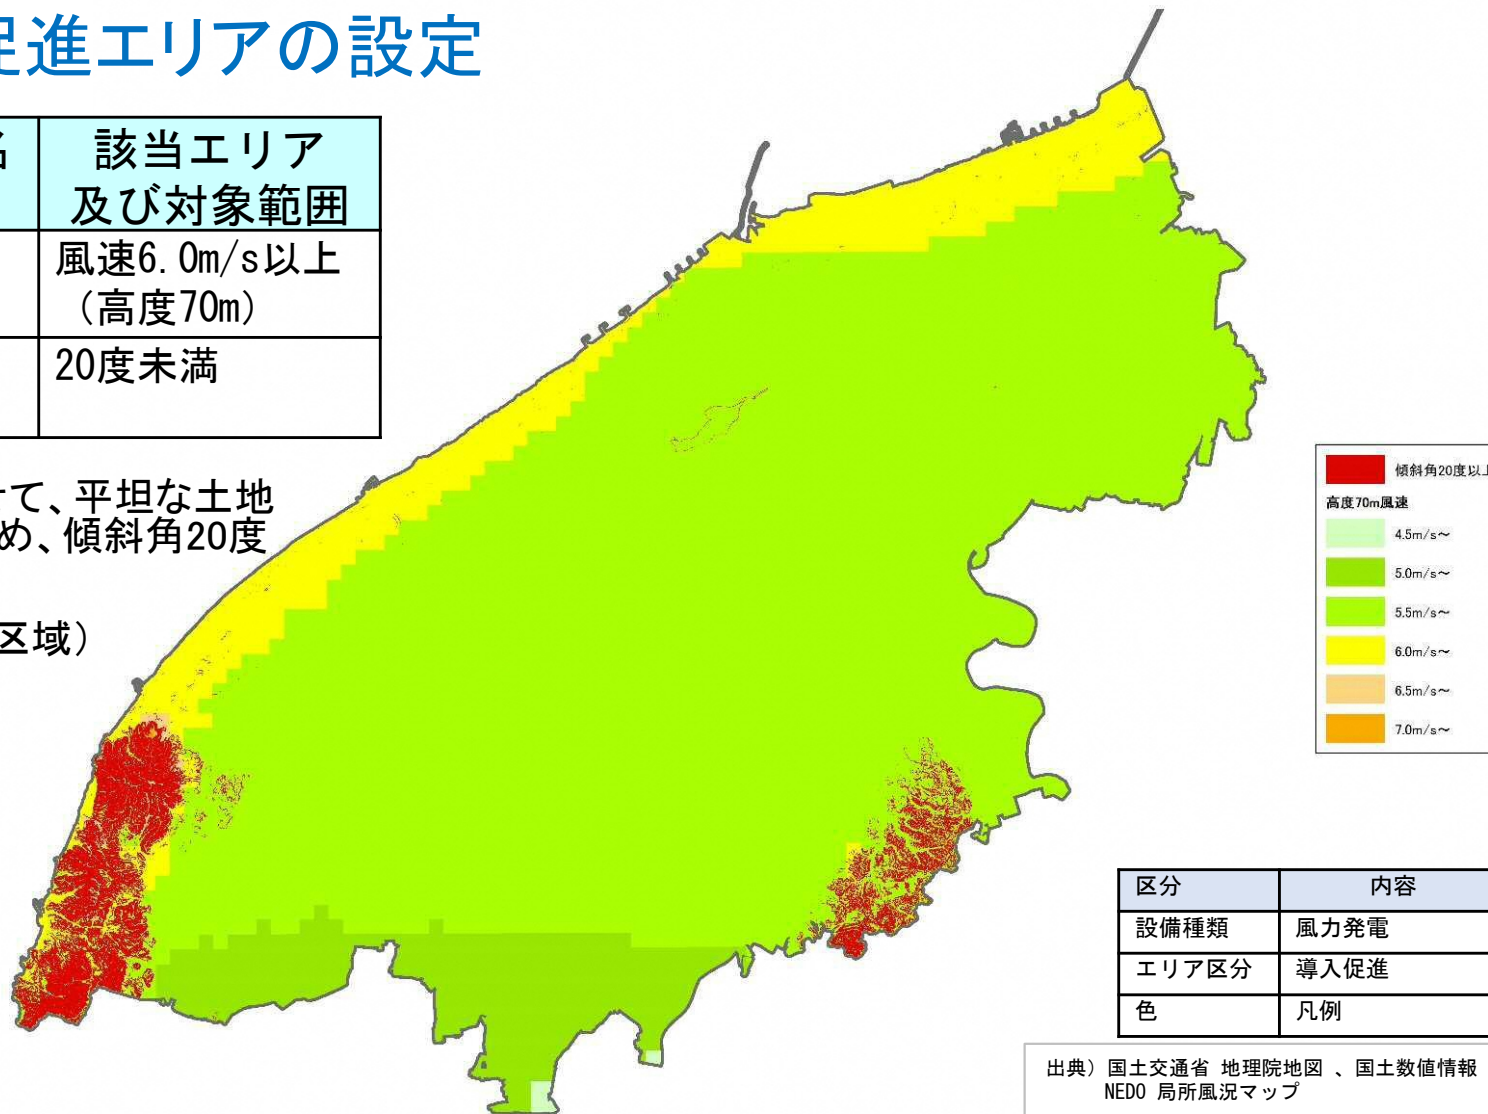 促進エリアの設定
名
該当エリア
及び対象範囲
風速6.0m/s以上
（高度70m）
20度未満
せて、平坦な土地
め、傾斜角20度
区域）
傾斜角20度以上
高度70m風速
4.5m/s～
5.0m/s～
5.5m/s～
6.0m/s～
6.5m/s～
7.0m/s～
区分 内容
設備種類 風力発電
エリア区分 導入促進
色 凡例
出典）国土交通省 地理院地図 、国土数値情報
NEDO 局所風況マップ